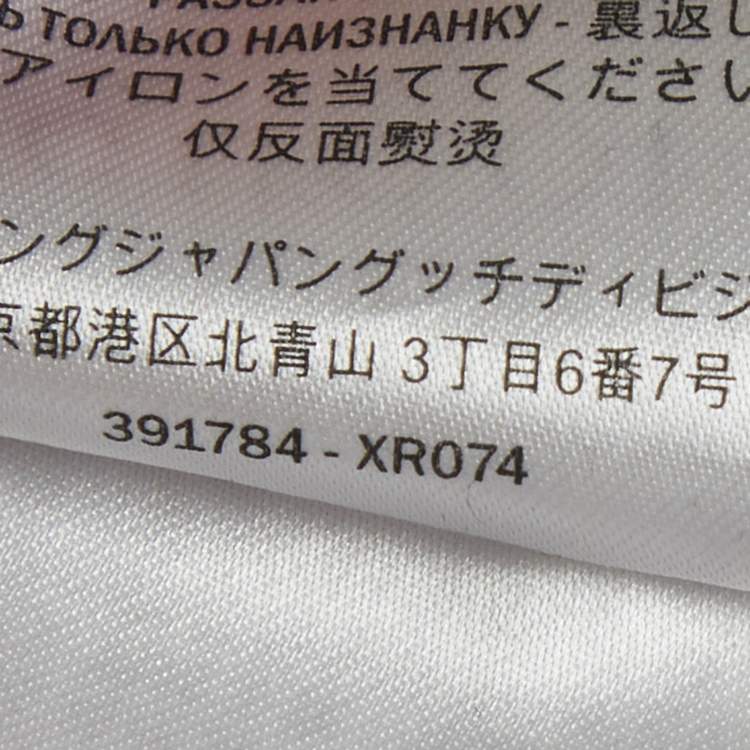 Ь ТОЛЬКО НАИЗНАНКУ - 裏返し
アイロンを当ててください
仅反面熨烫
ングジャパングッチディビジ
京都港区北青山 3丁目6番7号
391784 - XR074